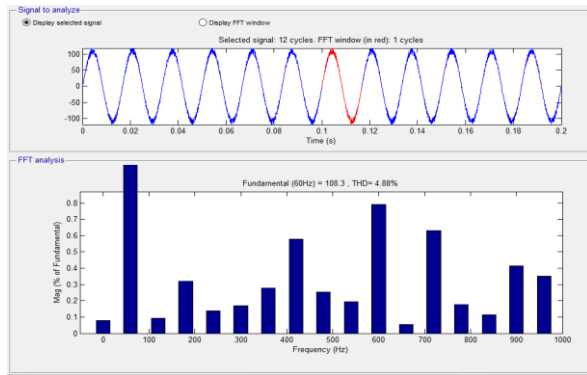 Signal to analyze
Display selected signal Display FFT window
Selected signal: 12 cycles. FFT window (in red): 1 cycles
100
50
0
-50
-100
0 0.02 0.04 0.06 0.08 0.1 0.12 0.14 0.16 0.18 0.2
Time (s)
FFT analysis
Fundamental (60Hz) = 108.3 , THD= 4.88%
0.8
0.7
0.6
0.5
0.4
0.3
0.2
0.1
0
Mag (% of Fundamental)
0 100 200 300 400 500 600 700 800 900 1000
Frequency (Hz)